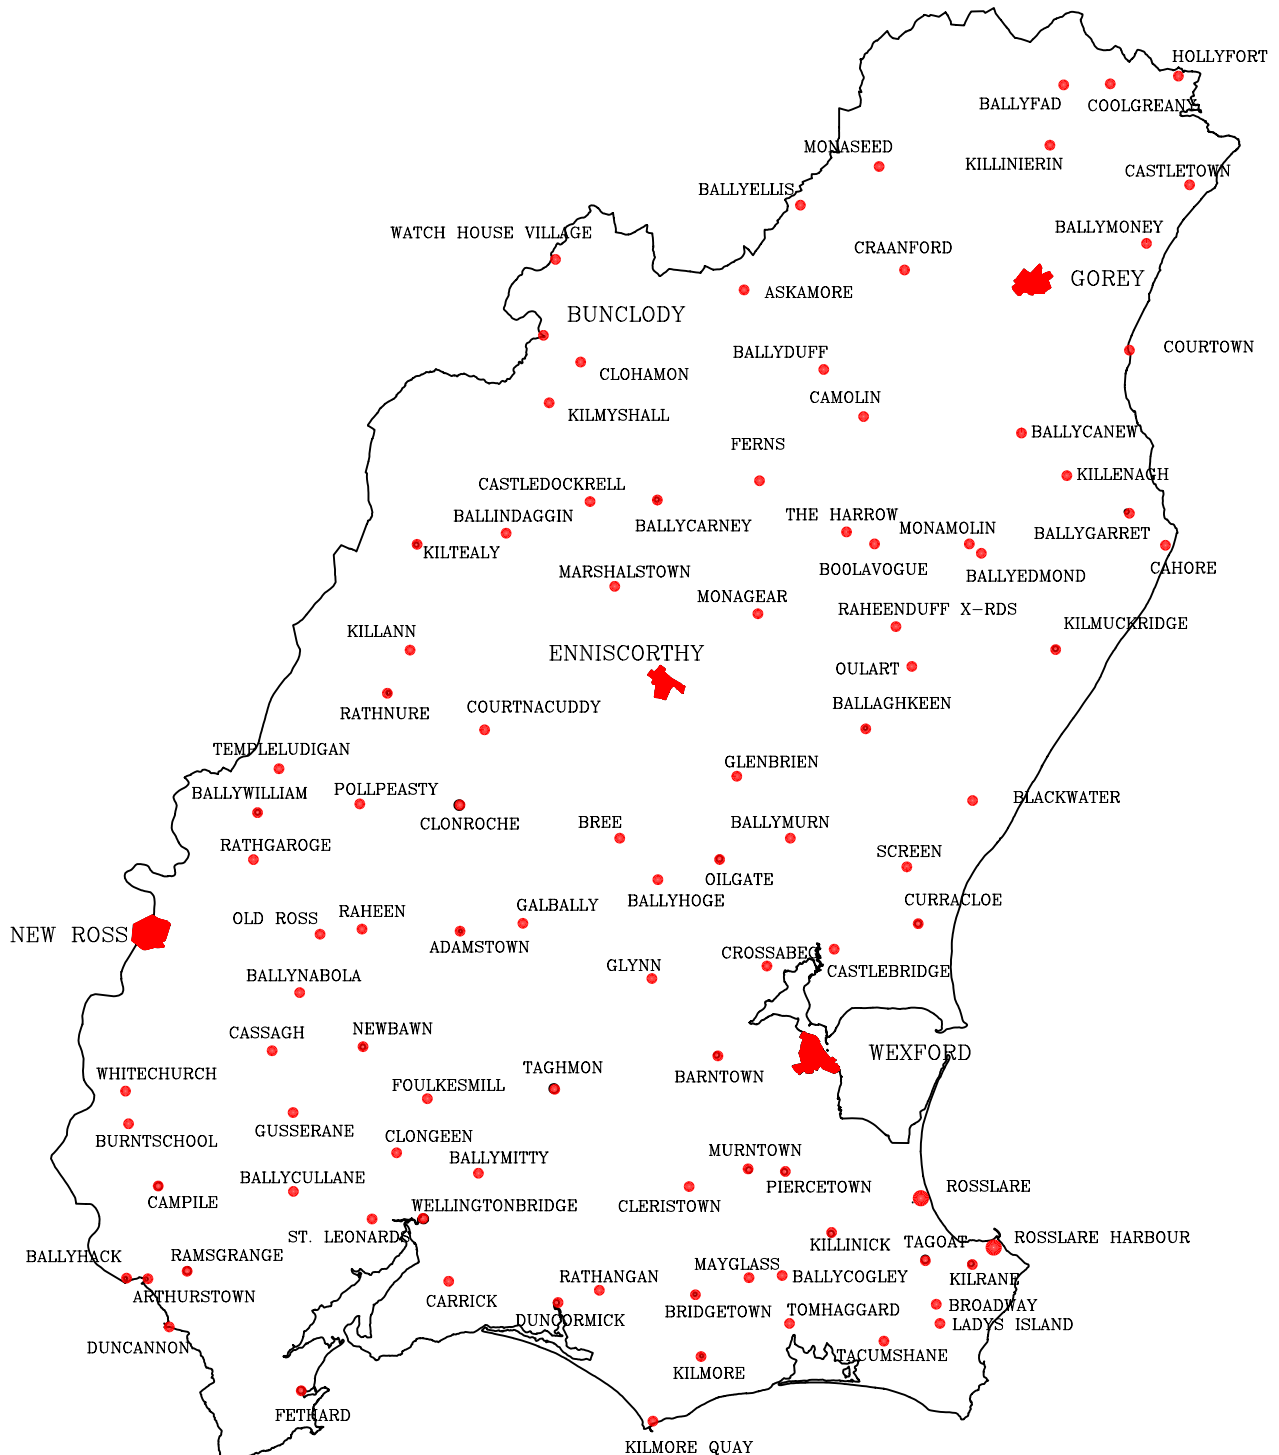 HOLLYFORT
BALLYFAD
COOLGREANY
MONASEED
KILLINIERIN
CASTLETOWN
BALLYELLIS
BALLYMONEY
WATCH HOUSE VILLAGE
CRAANFORD
GOREY
ASKAMORE
BUNCLODY
COURTOWN
BALLYDUFF
CLOHAMON
CAMOLIN
KILMYSHALL
BALLYCANEW
FERNS
KILLENAGH
CASTLEDOCKRELL
BALLINDAGGIN
THE HARROW
BALLYCARNEY
MONAMOLIN
BALLYGARRET
KILTEALY
CAHORE
BOOLAVOGUE
MARSHALSTOWN
BALLYEDMOND
MONAGEAR
RAHEENDUFF X-RDS
KILMUCKRIDGE
KILLANN
ENNISCORTHY
OULART
BALLAGHKEEN
COURTNACUDDY
RATHNURE
TEMPLELUDIGAN
GLENBRIEN
POLLPEASTY
BALLYWILLIAM
BLACKWATER
CLONROCHE
BREE
BALLYMURN
RATHGAROGE
SCREEN
OILGATE
BALLYHOGE
CURRACLOE
GALBALLY
RAHEEN
OLD ROSS
NEW ROSS
ADAMSTOWN
CROSSABEG
GLYNN
CASTLEBRIDGE
BALLYNABOLA
CASSAGH
NEWBAWN
WEXFORD
TAGHMON
WHITECHURCH
BARNTOWN
FOULKESMILL
GUSSERANE
BURNTSCHOOL
CLONGEEN
MURNTOWN
BALLYMITTY
BALLYCULLANE
PIERCETOWN
ROSSLARE
CAMPILE
WELLINGTONBRIDGE
CLERISTOWN
ST. LEONARDS
ROSSLARE HARBOUR
TAGOAT
KILLINICK
RAMSGRANGE
BALLYHACK
MAYGLASS
RATHANGAN
BALLYCOGLEY
KILRANE
ARTHURSTOWN
CARRICK
BROADWAY
BRIDGETOWN
TOMHAGGARD
DUNCORMICK
LADYS ISLAND
DUNCANNON
TACUMSHANE
KILMORE
FETHARD
KILMORE QUAY